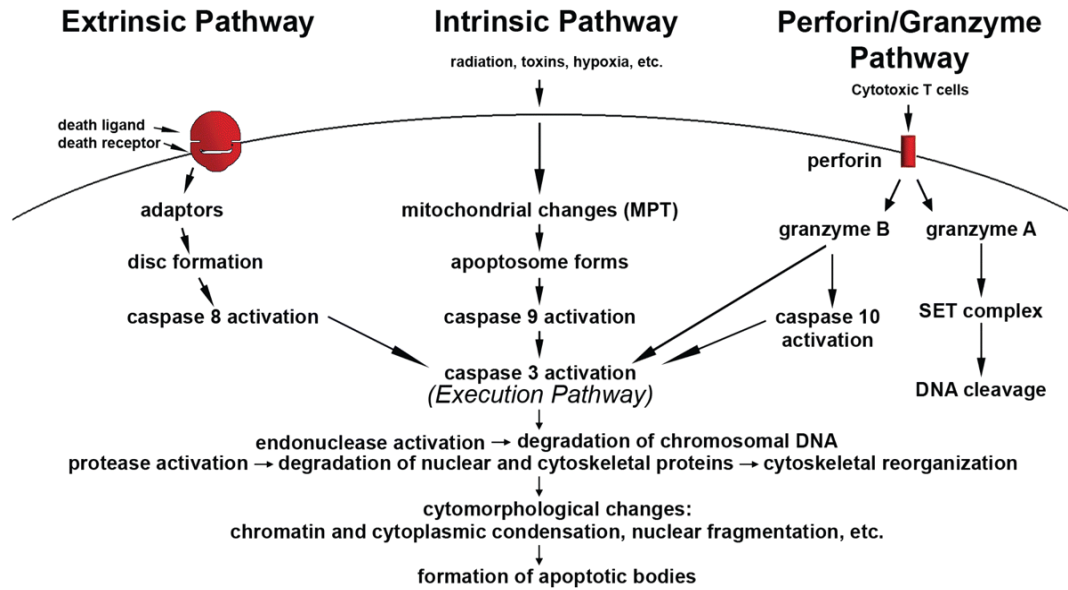 Extrinsic Pathway
Intrinsic Pathway
Perforin/Granzyme
Pathway
radiation, toxins, hypoxia, etc.
Cytotoxic T cells
death ligand
death receptor
perforin
adaptors
mitochondrial changes (MPT)
granzyme B
granzyme A
disc formation
apoptosome forms
caspase 8 activation
caspase 9 activation
caspase 10
activation
SET complex
caspase 3 activation
(Execution Pathway)
DNA cleavage
endonuclease activation → degradation of chromosomal DNA
protease activation → degradation of nuclear and cytoskeletal proteins → cytoskeletal reorganization
cytomorphological changes:
chromatin and cytoplasmic condensation, nuclear fragmentation, etc.
formation of apoptotic bodies